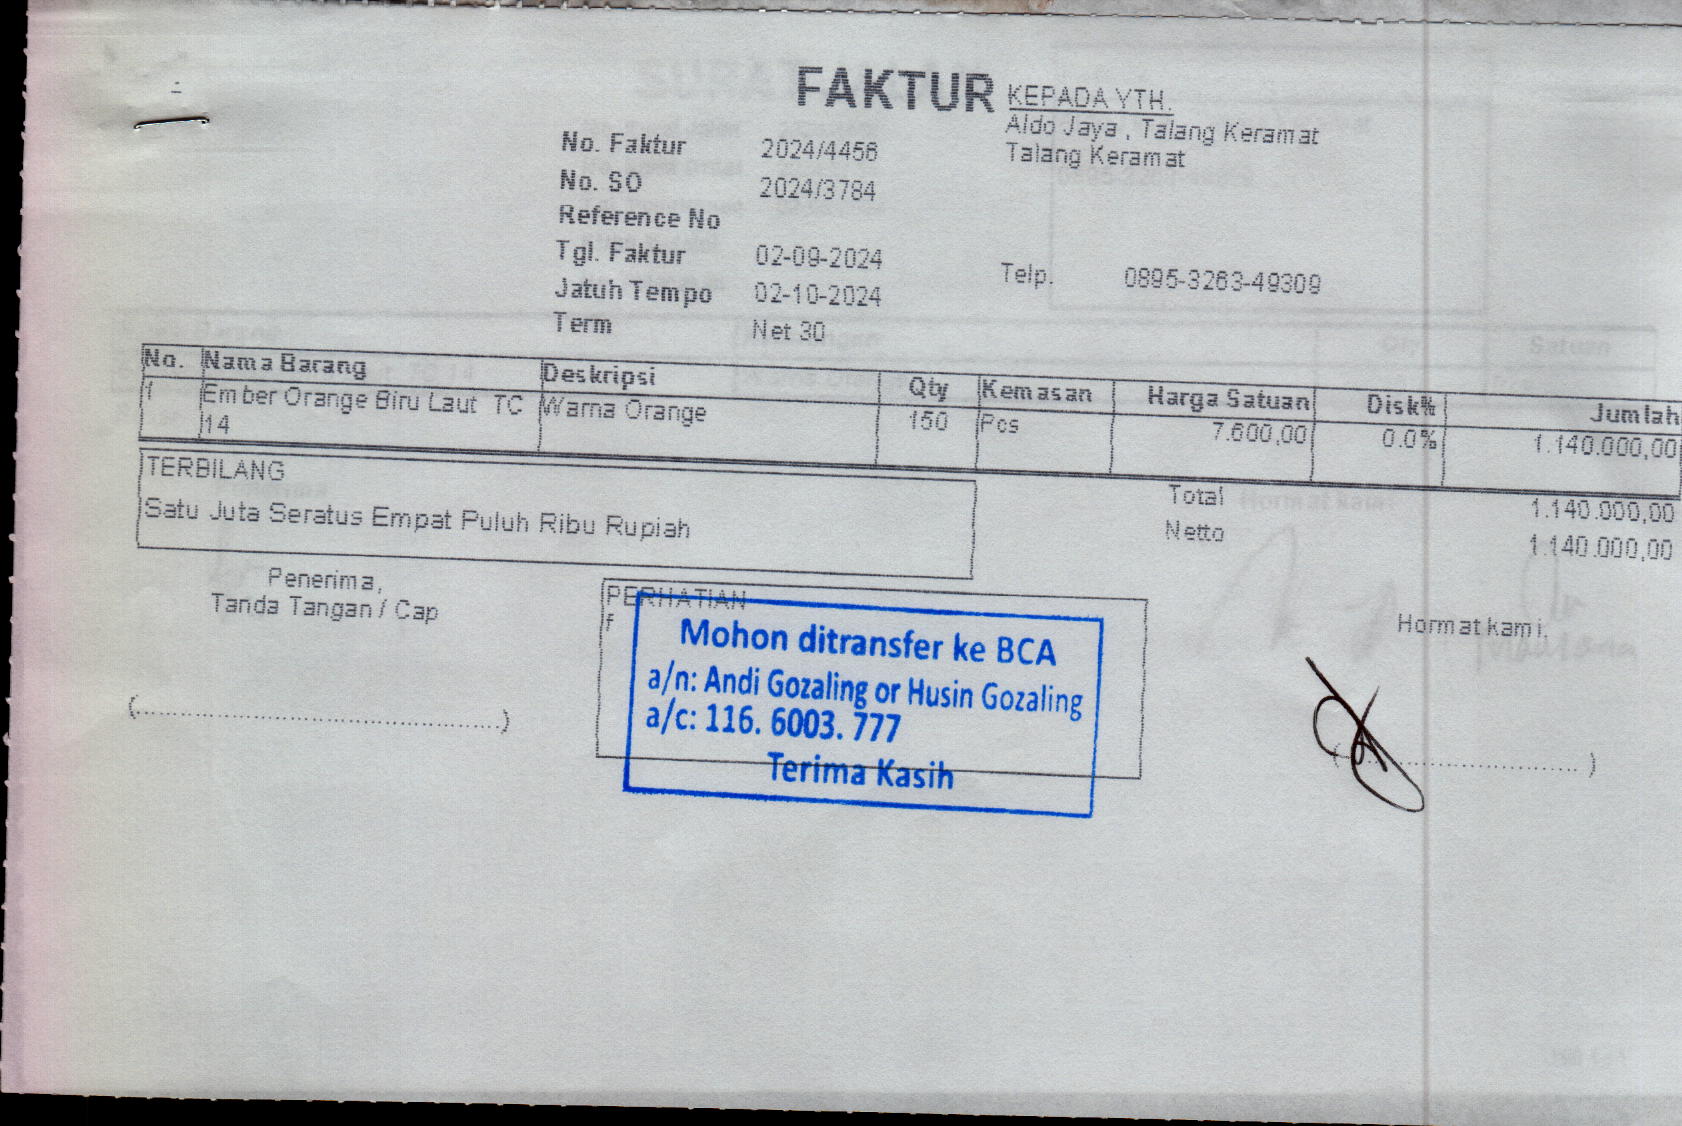 FAKTUR
KEPADA YTH.
Aldo Jaya , Talang Keramat
Talang Keramat
No. Faktur 2024/4456
No. SO 2024/3784
Reference No
Tgl. Faktur 02-09-2024
Telp. 0895-3263-49309
Jatuh Tempo 02-10-2024
Term Net 30
No. Nama Barang Deskripsi Qty Kemasan Harga Satuan Disk% Jumlah
1 Ember Orange Biru Laut TC 14 Warna Orange 150 Pcs 7.600,00 0.0% 1.140.000,00
TERBILANG
Satu Juta Seratus Empat Puluh Ribu Rupiah
Total 1.140.000,00
Netto 1.140.000,00
Penerima,
Tanda Tangan / Cap
PERHATIAN
f
Mohon ditransfer ke BCA
a/n: Andi Gozaling or Husin Gozaling
a/c: 116. 6003. 777
Terima Kasih
Hormat kami,
(......................................................)
(......................................)